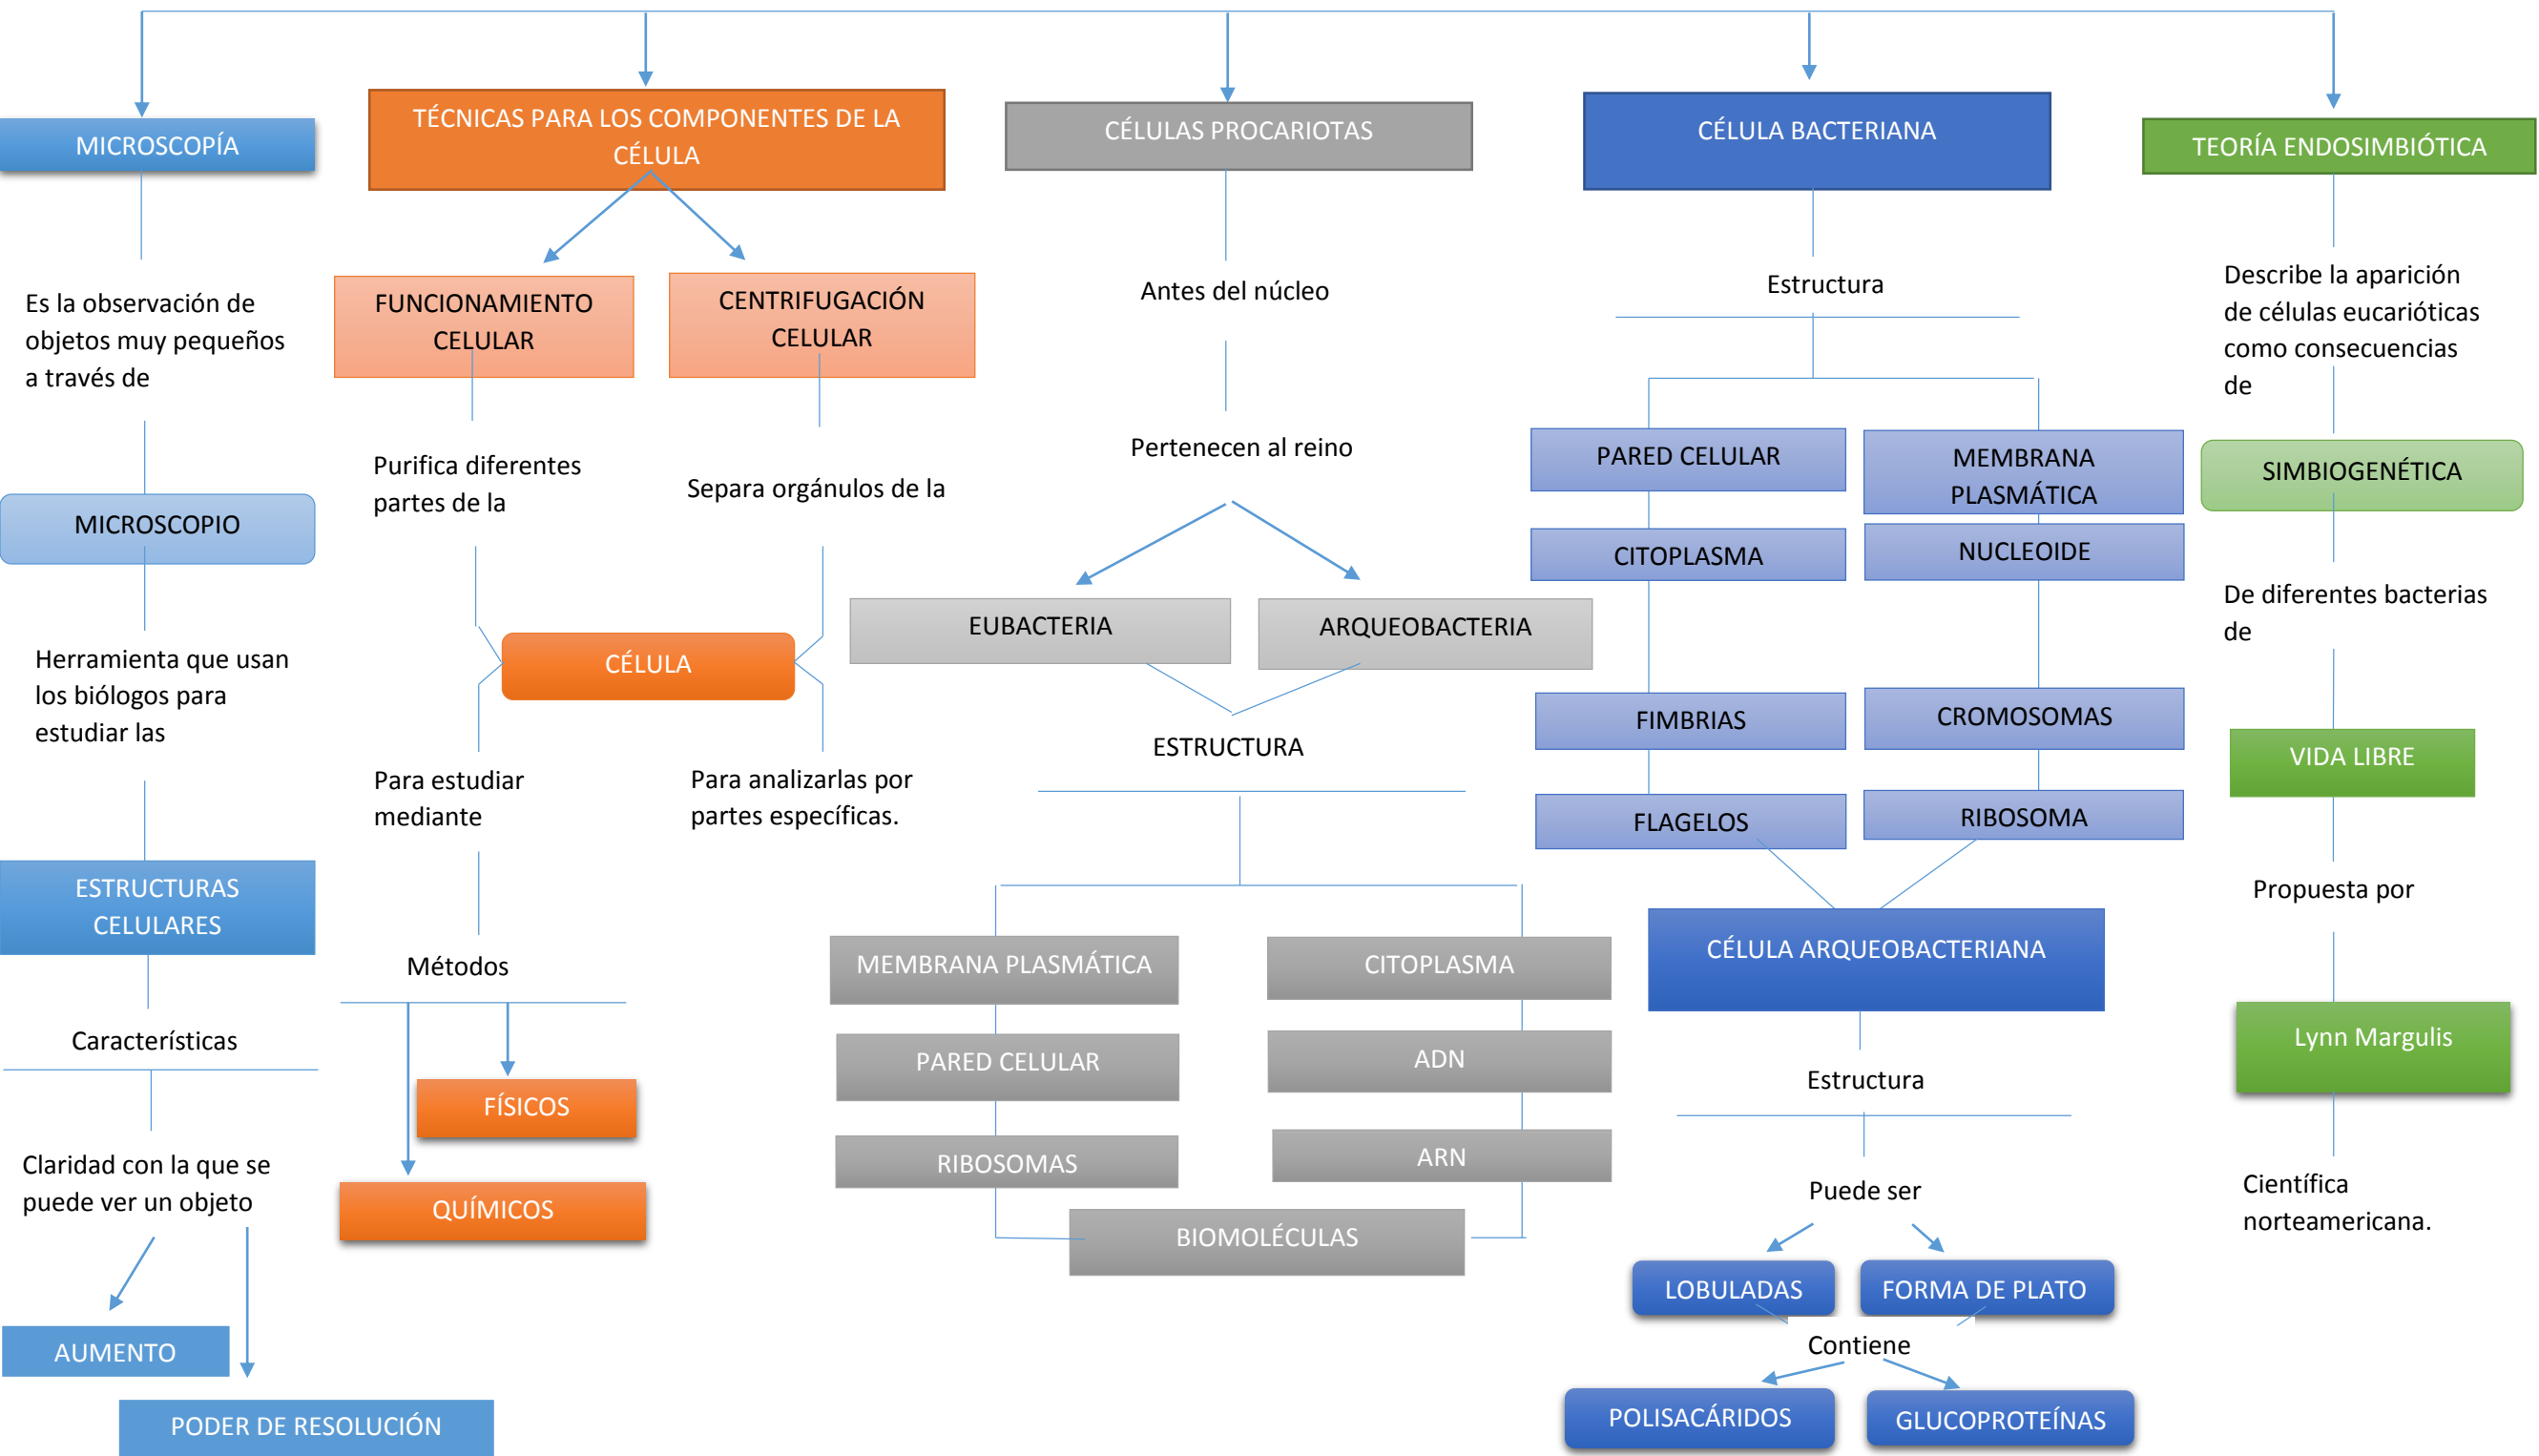 MICROSCOPÍA
Es la observación de
objetos muy pequeños
a través de
MICROSCOPIO
Herramienta que usan
los biólogos para
estudiar las
ESTRUCTURAS
CELULARES
Características
Claridad con la que se
puede ver un objeto
AUMENTO
PODER DE RESOLUCIÓN
TÉCNICAS PARA LOS COMPONENTES DE LA
CÉLULA
FUNCIONAMIENTO
CELULAR
CENTRIFUGACIÓN
CELULAR
Purifica diferentes
partes de la
Separa orgánulos de la
CÉLULA
Para estudiar
mediante
Para analizarlas por
partes específicas.
Métodos
FÍSICOS
QUÍMICOS
CÉLULAS PROCARIOTAS
Antes del núcleo
Pertenecen al reino
EUBACTERIA
ARQUEOBACTERIA
ESTRUCTURA
MEMBRANA PLASMÁTICA
CITOPLASMA
PARED CELULAR
ADN
RIBOSOMAS
ARN
BIOMOLÉCULAS
CÉLULA BACTERIANA
Estructura
PARED CELULAR
MEMBRANA
PLASMÁTICA
CITOPLASMA
NUCLEOIDE
FIMBRIAS
CROMOSOMAS
FLAGELOS
RIBOSOMA
CÉLULA ARQUEOBACTERIANA
Estructura
Puede ser
LOBULADAS
FORMA DE PLATO
Contiene
POLISACÁRIDOS
GLUCOPROTEÍNAS
TEORÍA ENDOSIMBIÓTICA
Describe la aparición
de células eucarióticas
como consecuencias
de
SIMBIOGENÉTICA
De diferentes bacterias
de
VIDA LIBRE
Propuesta por
Lynn Margulis
Científica
norteamericana.